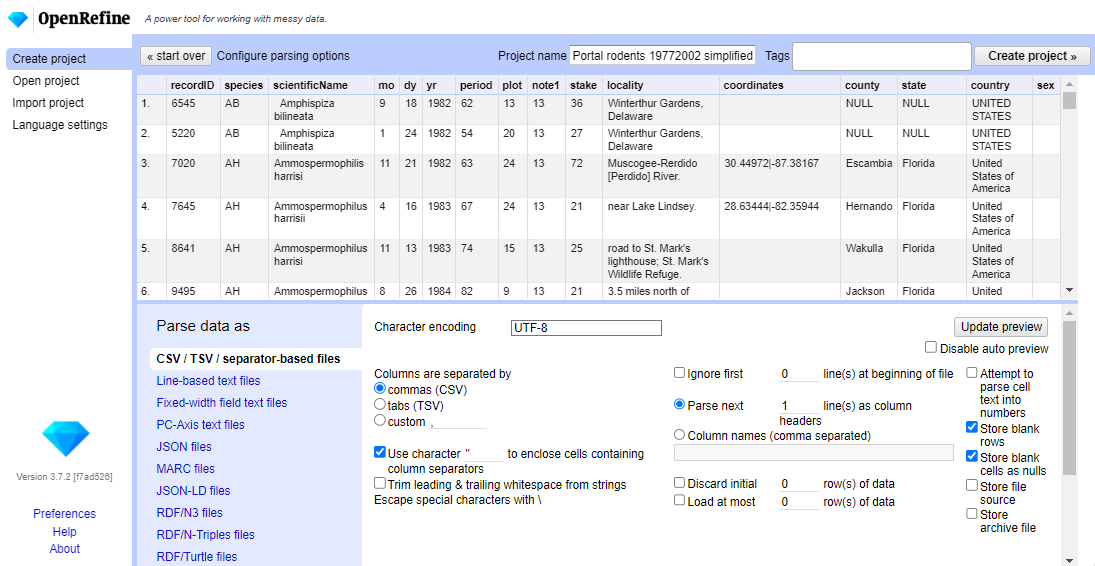 OpenRefine A power tool for working with messy data.
Create project
Open project
Import project
Language settings
« start over Configure parsing options Project name Portal rodents 19772002 simplified Tags Create project »
recordID species scientificName mo dy yr period plot note1 stake locality coordinates county state country sex
1. 6545 AB Amphispiza 9 18 1982 62 13 13 36 Winterthur Gardens, NULL NULL UNITED
bilineata Delaware STATES
2. 5220 AB Amphispiza 1 24 1982 54 20 13 27 Winterthur Gardens, NULL NULL UNITED
bilineata Delaware STATES
3. 7020 AH Ammospermophilis 11 21 1982 63 24 13 72 Muscogee-Rerdido 30.44972|-87.38167 Escambia Florida United
harrisi [Perdido] River. States of
America
4. 7645 AH Ammospermophilus 4 16 1983 67 24 13 21 near Lake Lindsey. 28.63444|-82.35944 Hernando Florida United
harrisii States of
America
5. 8641 AH Ammospermophilus 11 13 1983 74 15 13 25 road to St. Mark's Wakulla Florida United
harrisi lighthouse; St. Mark's States of
Wildlife Refuge. America
6. 9495 AH Ammospermophilus 8 26 1984 82 9 13 21 3.5 miles north of Jackson Florida United
Parse data as
CSV / TSV / separator-based files
Line-based text files
Fixed-width field text files
PC-Axis text files
JSON files
MARC files
JSON-LD files
RDF/N3 files
RDF/N-Triples files
RDF/Turtle files
Character encoding UTF-8
Update preview
Disable auto preview
Columns are separated by
commas (CSV)
tabs (TSV)
custom ,
Use character " to enclose cells containing
column separators
Trim leading & trailing whitespace from strings
Escape special characters with \
Ignore first 0 line(s) at beginning of file
Parse next 1 line(s) as column
headers
Column names (comma separated)
Discard initial 0 row(s) of data
Load at most 0 row(s) of data
Attempt to
parse cell
text into
numbers
Store blank
rows
Store blank
cells as nulls
Store file
source
Store
archive file
Version 3.7.2 [f7ad526]
Preferences
Help
About